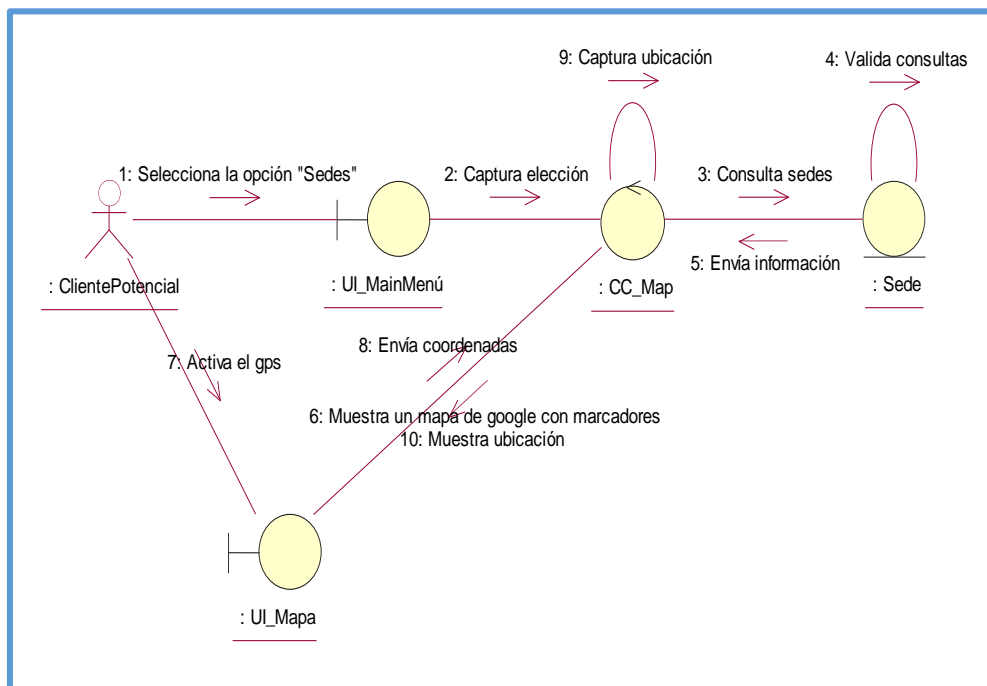 9: Captura ubicación
4: Valida consultas
1: Selecciona la opción "Sedes"
2: Captura elección
3: Consulta sedes
5: Envía información
: ClientePotencial
: UI_MainMenú
: CC_Map
: Sede
7: Activa el gps
8: Envía coordenadas
6: Muestra un mapa de google con marcadores
10: Muestra ubicación
: UI_Mapa